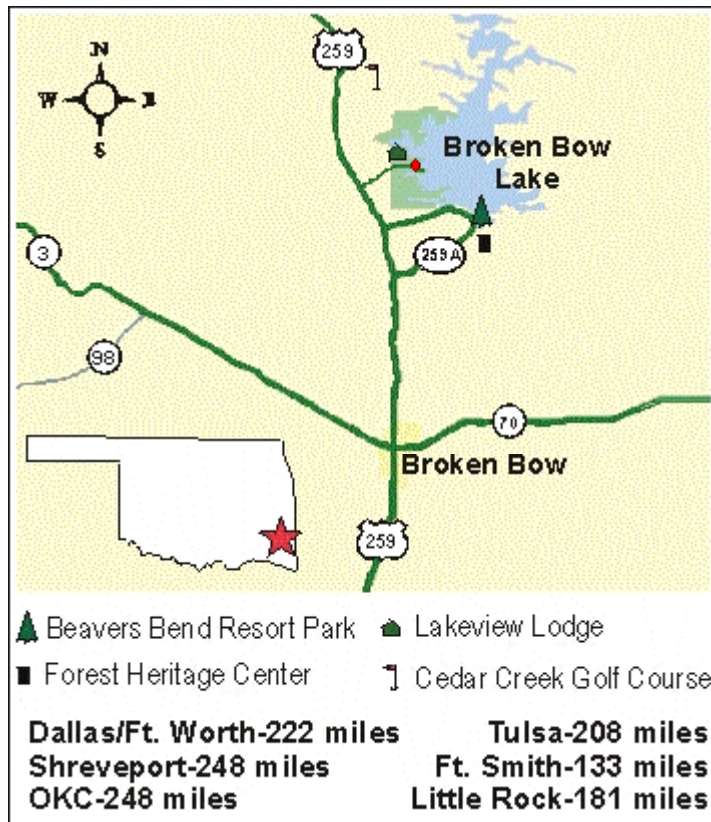 259
N
W E
S
Broken Bow
Lake
3
259A
98
70
Broken Bow
259
Beavers Bend Resort Park
Lakeview Lodge
Forest Heritage Center
Cedar Creek Golf Course
Dallas/Ft. Worth-222 miles
Tulsa-208 miles
Shreveport-248 miles
Ft. Smith-133 miles
OKC-248 miles
Little Rock-181 miles